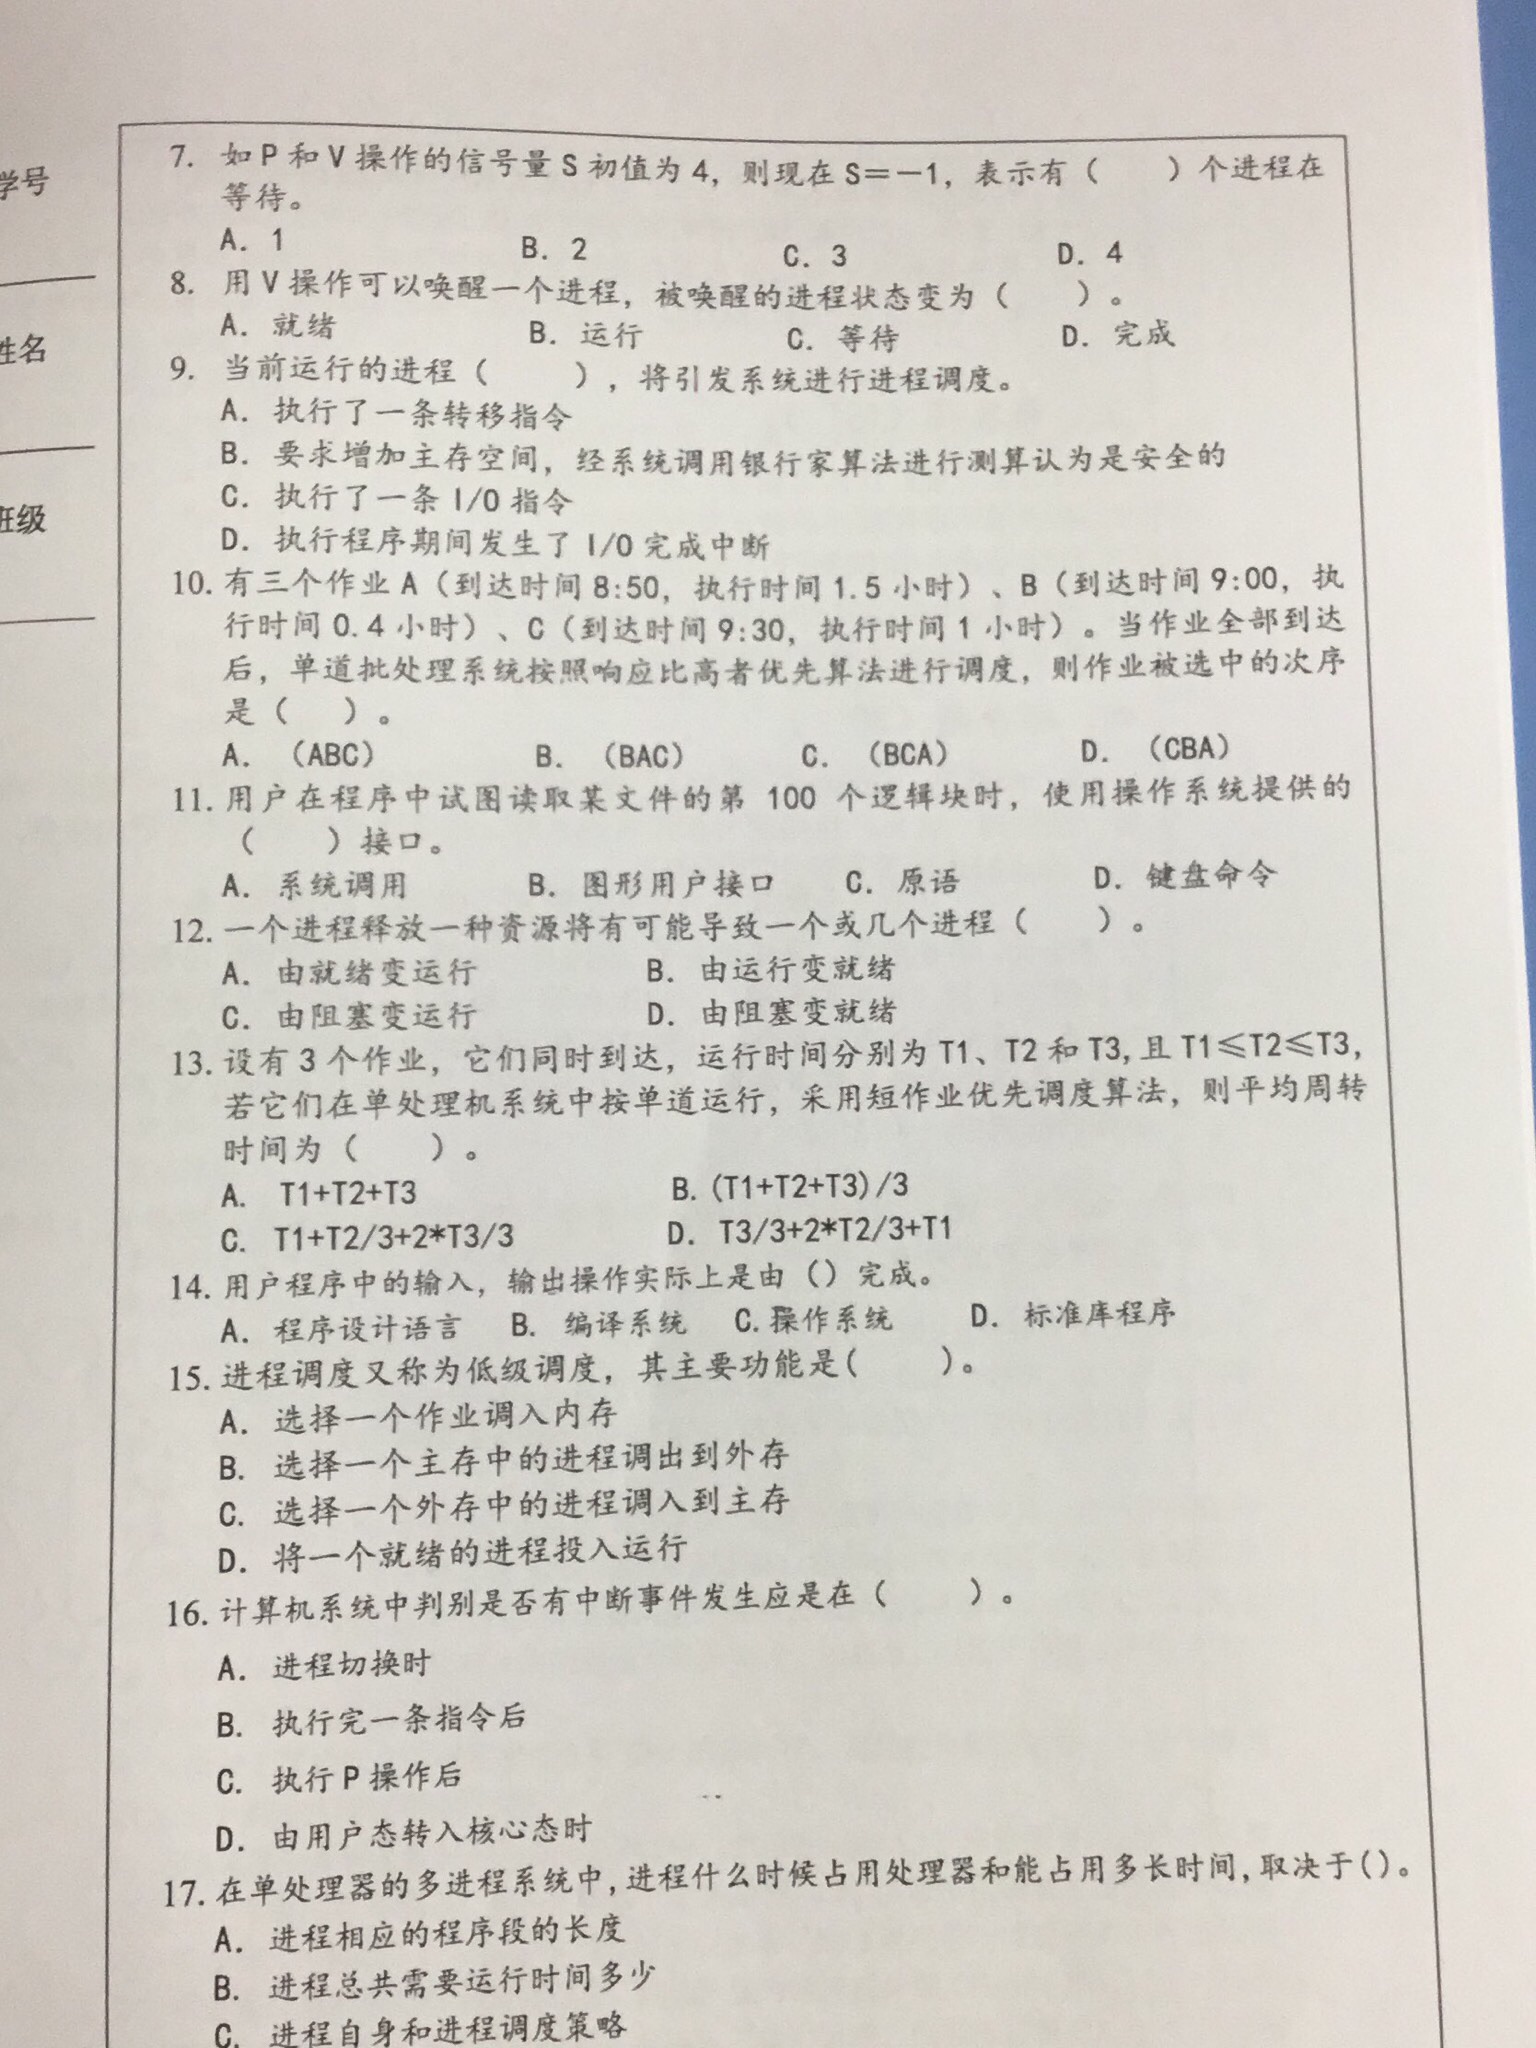 学号
姓名
班级
7. 如 P 和 V 操作的信号量 S 初值为 4，则现在 S＝－1，表示有（　　）个进程在
等待。
A. 1　B. 2　C. 3　D. 4
8. 用 V 操作可以唤醒一个进程，被唤醒的进程状态变为（　　）。
A. 就绪　B. 运行　C. 等待　D. 完成
9. 当前运行的进程（　　），将引发系统进行进程调度。
A. 执行了一条转移指令
B. 要求增加主存空间，经系统调用银行家算法进行测算认为是安全的
C. 执行了一条 I/O 指令
D. 执行程序期间发生了 I/O 完成中断
10. 有三个作业 A（到达时间 8:50，执行时间 1.5 小时）、B（到达时间 9:00，执
行时间 0.4 小时）、C（到达时间 9:30，执行时间 1 小时）。当作业全部到达
后，单道批处理系统按照响应比高者优先算法进行调度，则作业被选中的次序
是（　　）。
A. （ABC）　B. （BAC）　C. （BCA）　D. （CBA）
11. 用户在程序中试图读取某文件的第 100 个逻辑块时，使用操作系统提供的
（　　）接口。
A. 系统调用　B. 图形用户接口　C. 原语　D. 键盘命令
12. 一个进程释放一种资源将有可能导致一个或几个进程（　　）。
A. 由就绪变运行　B. 由运行变就绪
C. 由阻塞变运行　D. 由阻塞变就绪
13. 设有 3 个作业，它们同时到达，运行时间分别为 T1、T2 和 T3, 且 T1≤T2≤T3，
若它们在单处理机系统中按单道运行，采用短作业优先调度算法，则平均周转
时间为（　　）。
A. T1+T2+T3　B. (T1+T2+T3)/3
C. T1+T2/3+2*T3/3　D. T3/3+2*T2/3+T1
14. 用户程序中的输入，输出操作实际上是由（）完成。
A. 程序设计语言　B. 编译系统　C. 操作系统　D. 标准库程序
15. 进程调度又称为低级调度，其主要功能是(　　)。
A. 选择一个作业调入内存
B. 选择一个主存中的进程调出到外存
C. 选择一个外存中的进程调入到主存
D. 将一个就绪的进程投入运行
16. 计算机系统中判别是否有中断事件发生应是在（　　）。
A. 进程切换时
B. 执行完一条指令后
C. 执行 P 操作后
D. 由用户态转入核心态时
17. 在单处理器的多进程系统中, 进程什么时候占用处理器和能占用多长时间, 取决于()。
A. 进程相应的程序段的长度
B. 进程总共需要运行时间多少
C. 进程自身和进程调度策略